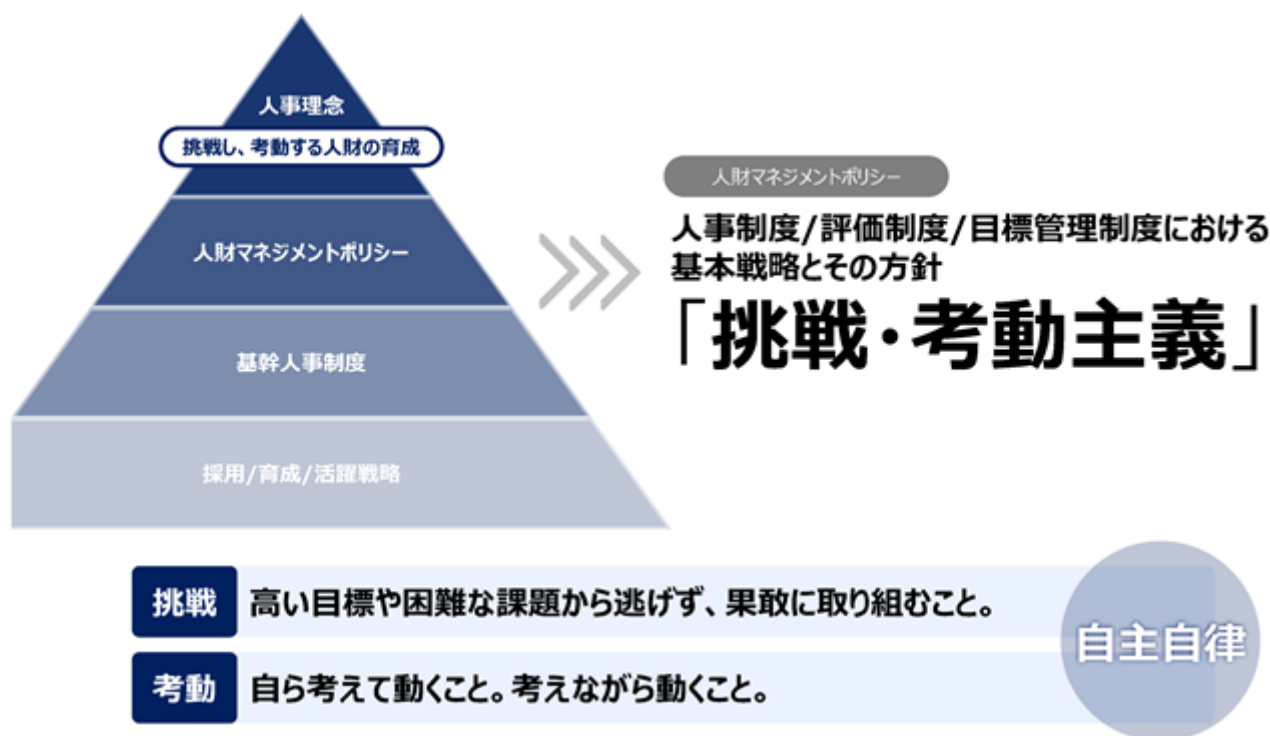 人事理念
挑戦し、考動する人財の育成
人財マネジメントポリシー
基幹人事制度
採用/育成/活躍戦略
人財マネジメントポリシー
人事制度/評価制度/目標管理制度における
基本戦略とその方針
「挑戦・考動主義」
挑戦 高い目標や困難な課題から逃げず、果敢に取り組むこと。
考動 自ら考えて動くこと。考えながら動くこと。
自主自律